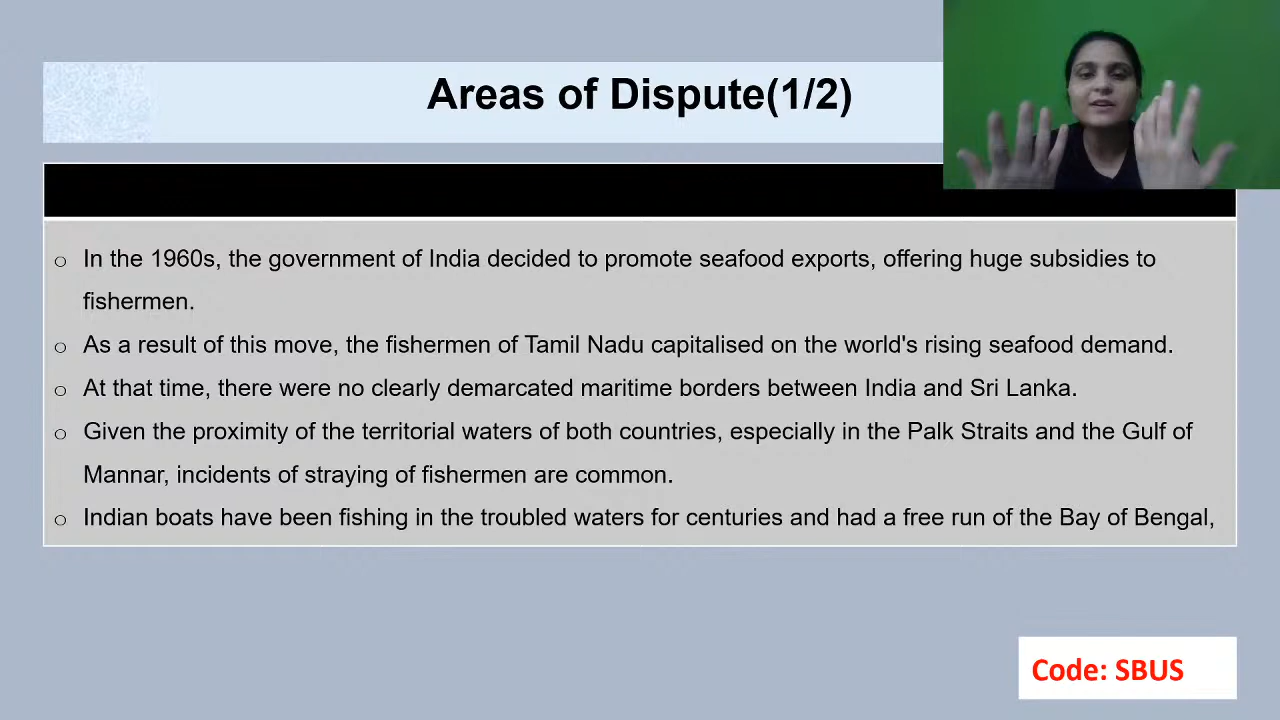 Areas of Dispute(1/2)
o In the 1960s, the government of India decided to promote seafood exports, offering huge subsidies to
fishermen.
o As a result of this move, the fishermen of Tamil Nadu capitalised on the world's rising seafood demand.
o At that time, there were no clearly demarcated maritime borders between India and Sri Lanka.
o Given the proximity of the territorial waters of both countries, especially in the Palk Straits and the Gulf of
Mannar, incidents of straying of fishermen are common.
o Indian boats have been fishing in the troubled waters for centuries and had a free run of the Bay of Bengal,
Code: SBUS